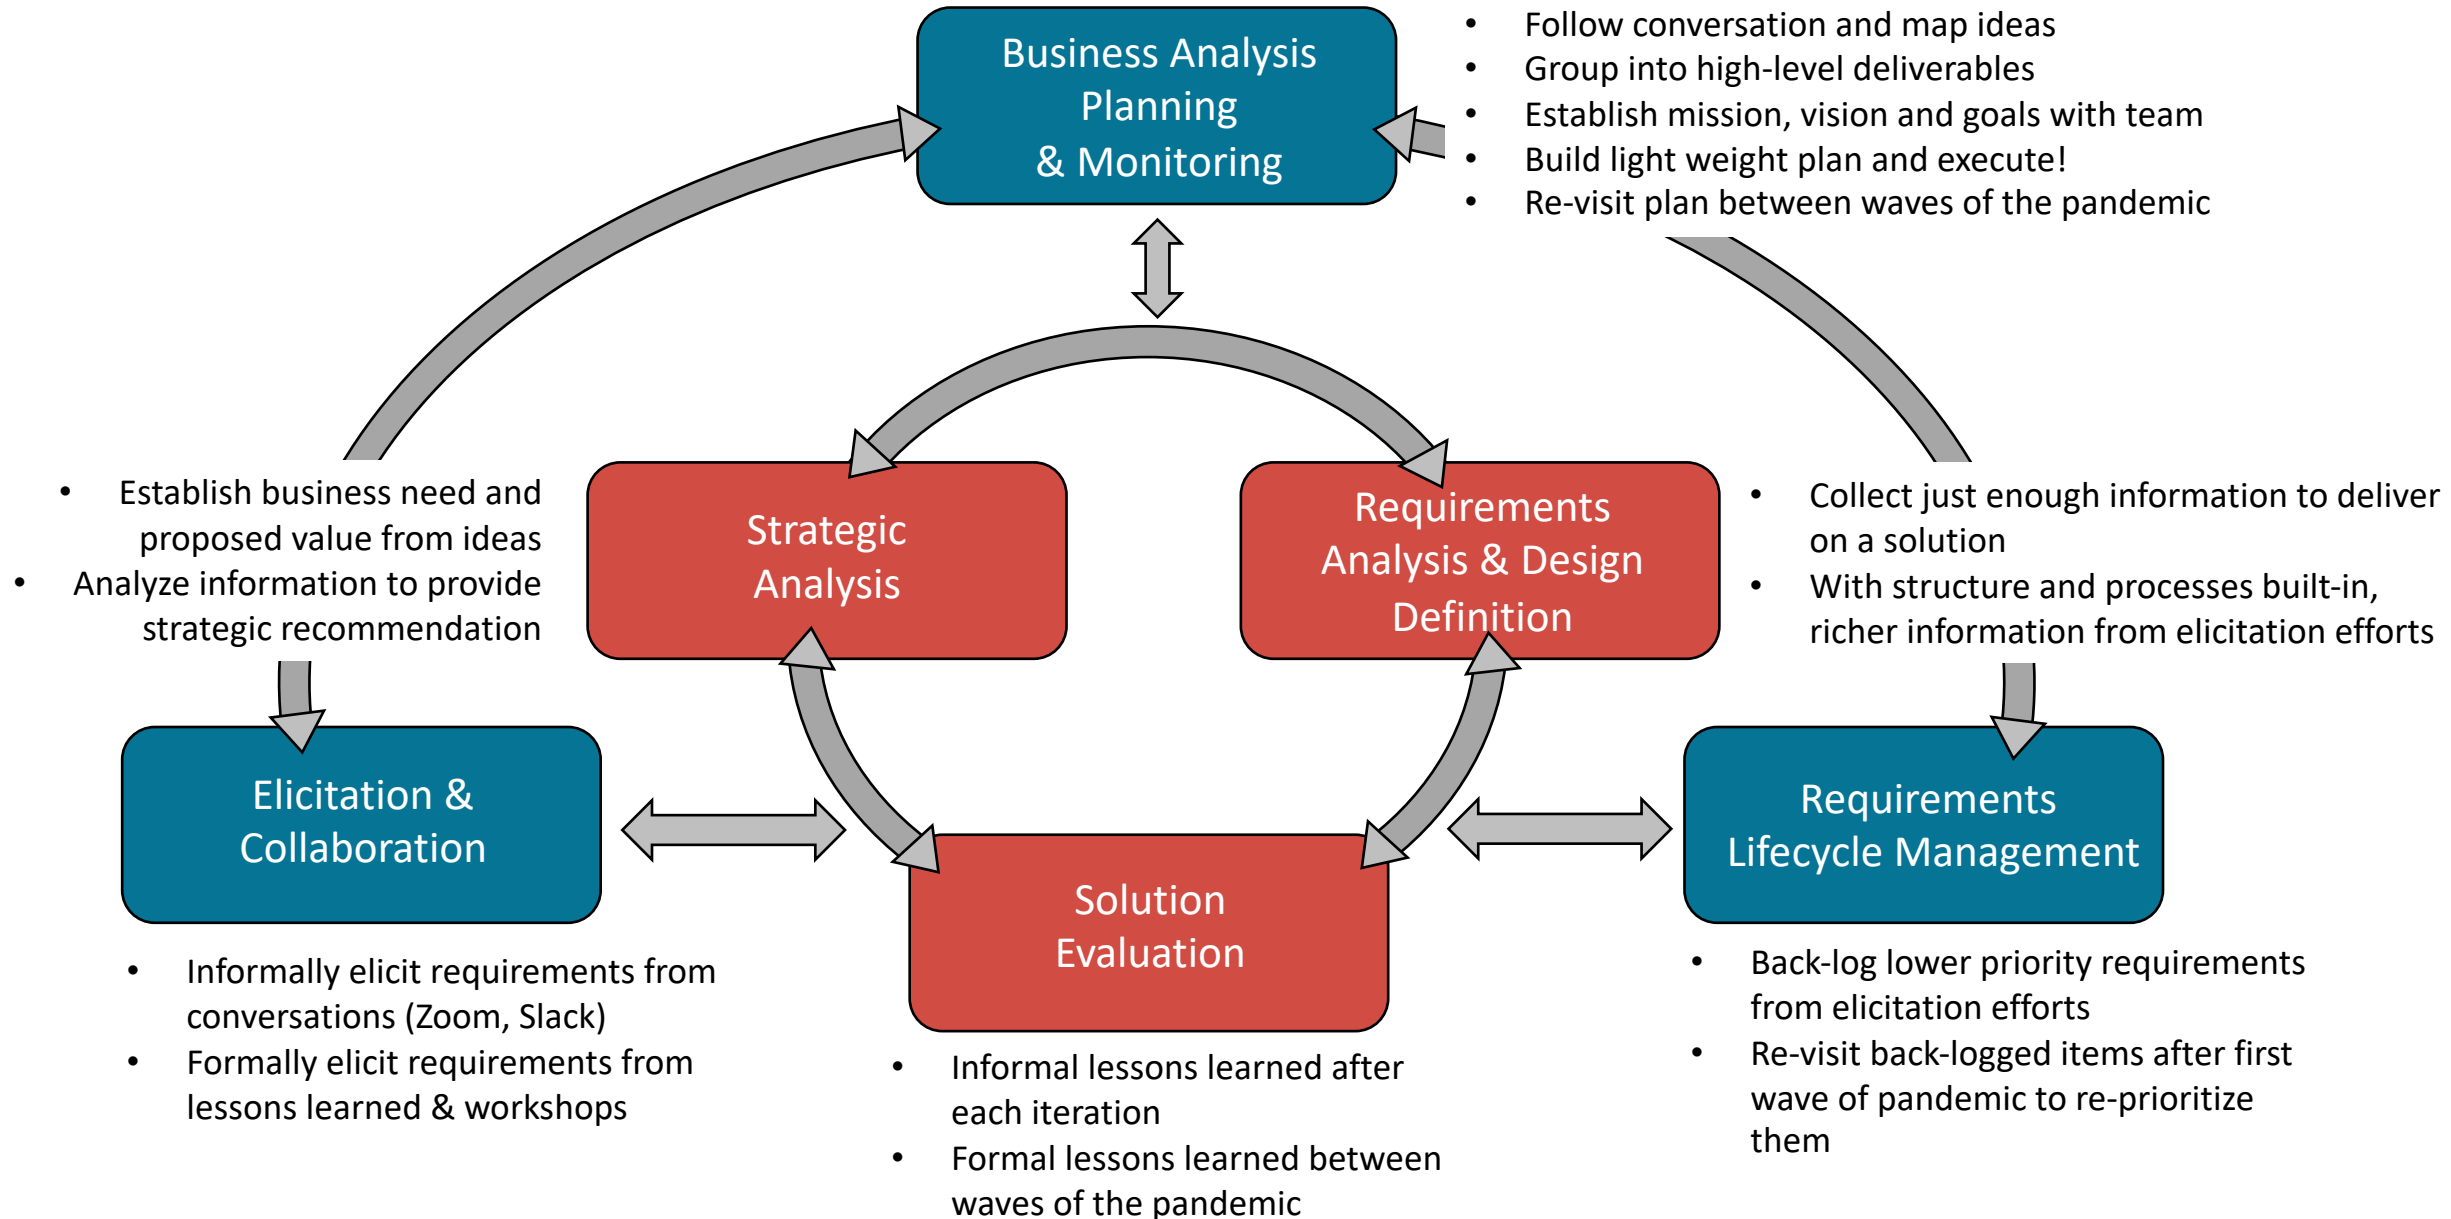 Business Analysis
Planning
& Monitoring
• Follow conversation and map ideas
• Group into high-level deliverables
• Establish mission, vision and goals with team
• Build light weight plan and execute!
• Re-visit plan between waves of the pandemic
• Establish business need and
proposed value from ideas
• Analyze information to provide
strategic recommendation
Strategic
Analysis
Requirements
Analysis & Design
Definition
• Collect just enough information to deliver
on a solution
• With structure and processes built-in,
richer information from elicitation efforts
Elicitation &
Collaboration
• Informally elicit requirements from
conversations (Zoom, Slack)
• Formally elicit requirements from
lessons learned & workshops
Solution
Evaluation
• Informal lessons learned after
each iteration
• Formal lessons learned between
waves of the pandemic
Requirements
Lifecycle Management
• Back-log lower priority requirements
from elicitation efforts
• Re-visit back-logged items after first
wave of pandemic to re-prioritize
them